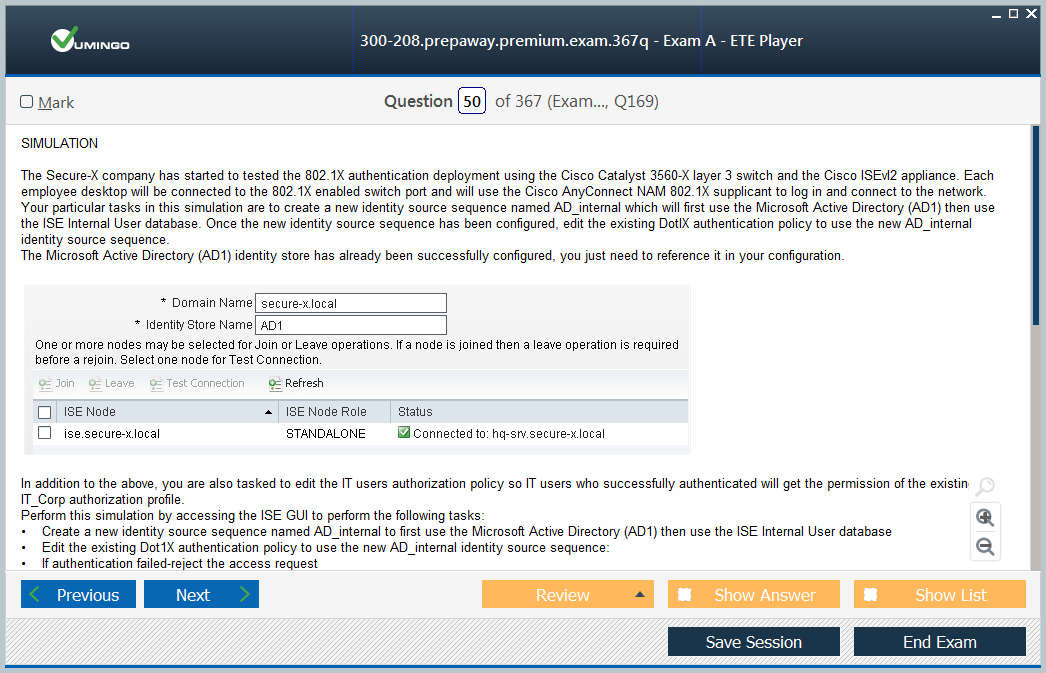 VUMINGO
300-208.prepaway.premium.exam.367q - Exam A - ETE Player
Mark
Question 50 of 367 (Exam..., Q169)
SIMULATION
The Secure-X company has started to tested the 802.1X authentication deployment using the Cisco Catalyst 3560-X layer 3 switch and the Cisco ISEvl2 appliance. Each
employee desktop will be connected to the 802.1X enabled switch port and will use the Cisco AnyConnect NAM 802.1X supplicant to log in and connect to the network.
Your particular tasks in this simulation are to create a new identity source sequence named AD_internal which will first use the Microsoft Active Directory (AD1) then use
the ISE Internal User database. Once the new identity source sequence has been configured, edit the existing DotlX authentication policy to use the new AD_internal
identity source sequence.
The Microsoft Active Directory (AD1) identity store has already been successfully configured, you just need to reference it in your configuration.
* Domain Name secure-x.local
* Identity Store Name AD1
One or more nodes may be selected for Join or Leave operations. If a node is joined then a leave operation is required
before a rejoin. Select one node for Test Connection.
Join Leave Test Connection Refresh
ISE Node ISE Node Role Status
ise.secure-x.local STANDALONE Connected to: hq-srv.secure-x.local
In addition to the above, you are also tasked to edit the IT users authorization policy so IT users who successfully authenticated will get the permission of the existin
IT_Corp authorization profile.
Perform this simulation by accessing the ISE GUI to perform the following tasks:
• Create a new identity source sequence named AD_internal to first use the Microsoft Active Directory (AD1) then use the ISE Internal User database
• Edit the existing Dot1X authentication policy to use the new AD_internal identity source sequence:
• If authentication failed-reject the access request
Previous Next Review Show Answer Show List
Save Session End Exam